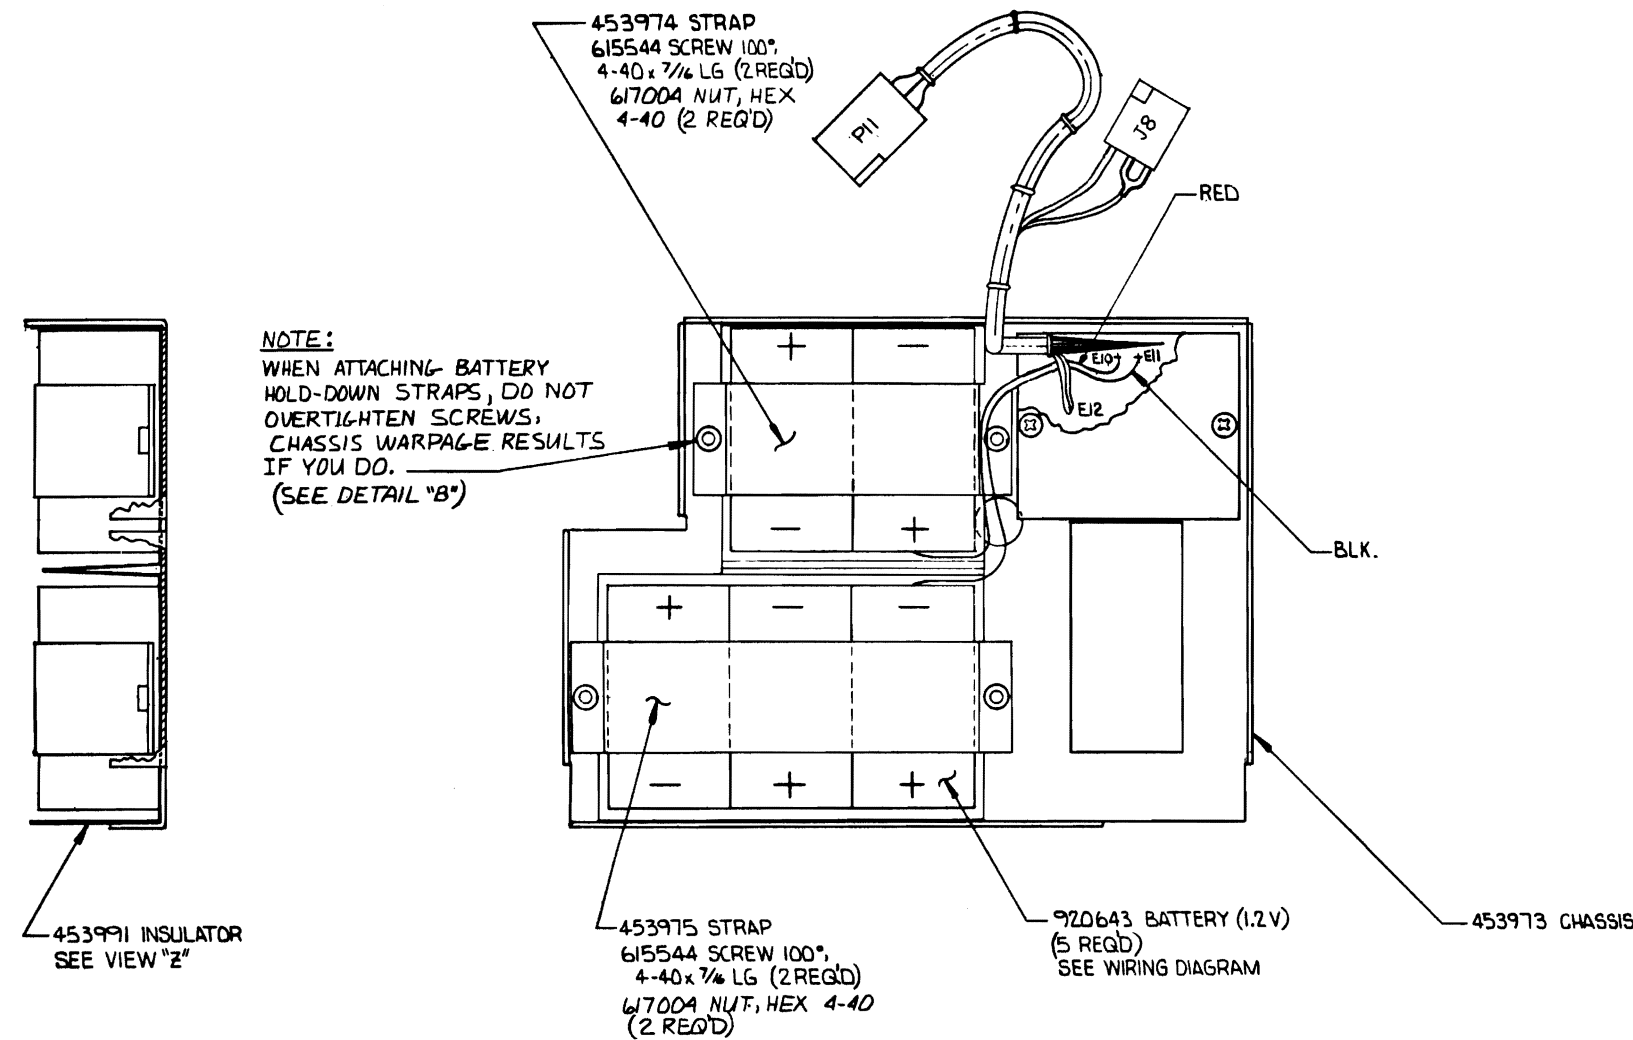 453974 STRAP
615544 SCREW 100°,
4-40 x 7/16 LG (2 REQ'D)
617004 NUT, HEX
4-40 (2 REQ'D)
P11
J8
RED
NOTE:
WHEN ATTACHING BATTERY
HOLD-DOWN STRAPS, DO NOT
OVERTIGHTEN SCREWS,
CHASSIS WARPAGE RESULTS
IF YOU DO.
(SEE DETAIL "B")
+ −
E10 E11
E12
− +
BLK.
+ − −
− + +
453991 INSULATOR
SEE VIEW "Z"
453975 STRAP
615544 SCREW 100°,
4-40 x 7/16 LG (2 REQ'D)
617004 NUT, HEX 4-40
(2 REQ'D)
920643 BATTERY (1.2V)
(5 REQ'D)
SEE WIRING DIAGRAM
453973 CHASSIS